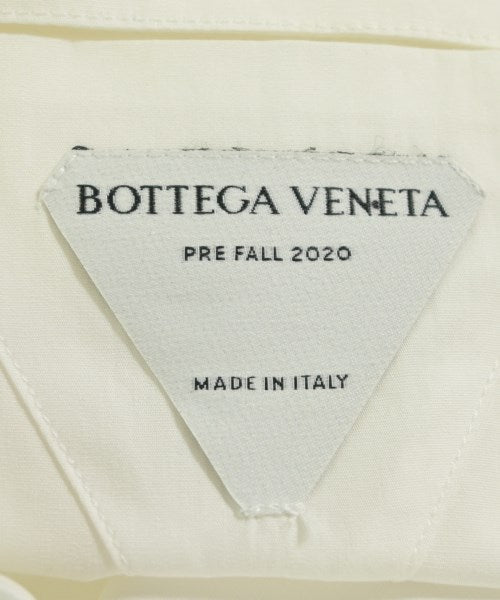 BOTTEGA VENETA
PRE FALL 2020
MADE IN ITALY